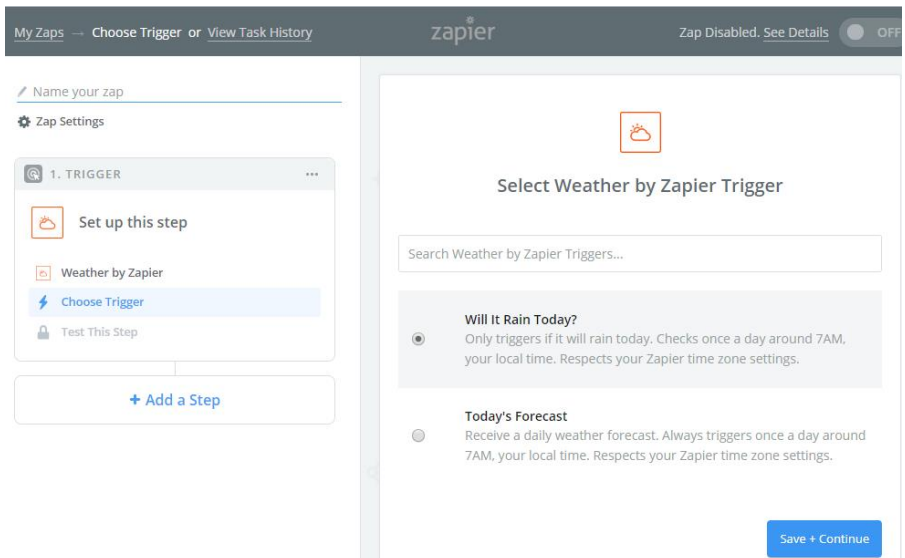 My Zaps → Choose Trigger or View Task History
zapier
Zap Disabled. See Details
OFF
Name your zap
Zap Settings
1. TRIGGER
Set up this step
Weather by Zapier
Choose Trigger
Test This Step
+ Add a Step
Select Weather by Zapier Trigger
Search Weather by Zapier Triggers...
Will It Rain Today?
Only triggers if it will rain today. Checks once a day around 7AM,
your local time. Respects your Zapier time zone settings.
Today's Forecast
Receive a daily weather forecast. Always triggers once a day around
7AM, your local time. Respects your Zapier time zone settings.
Save + Continue